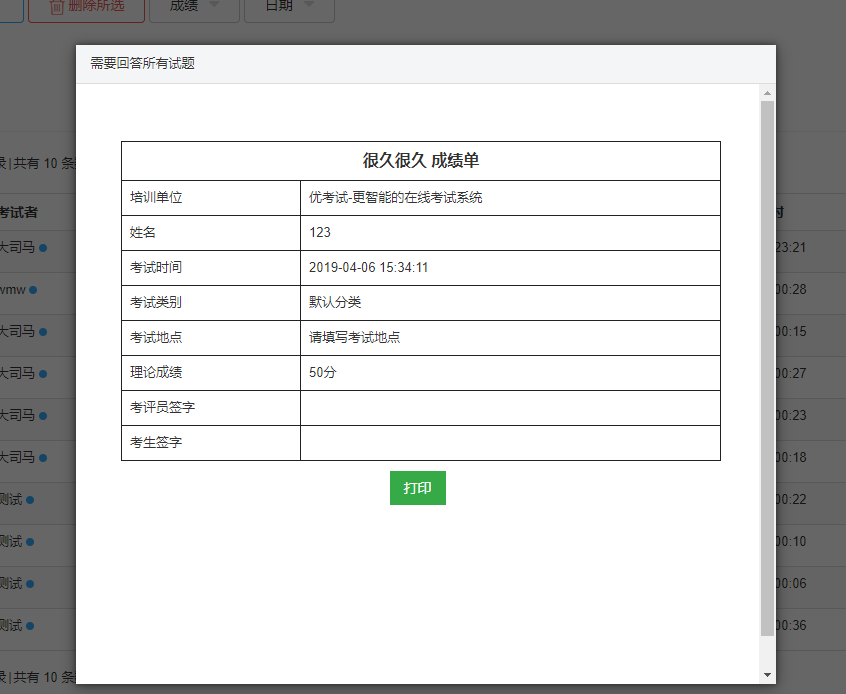 删除所选
成绩
日期
需要回答所有试题
很久很久 成绩单
录|共有 10 条
考试者
时
培训单位 优考试-更智能的在线考试系统
姓名 123
大司马 23:21
考试时间 2019-04-06 15:34:11
wmw 00:28
考试类别 默认分类
大司马 00:15
考试地点 请填写考试地点
理论成绩 50分
大司马 00:27
考评员签字
大司马 00:23
考生签字
大司马 00:18
打印
测试 00:22
测试 00:10
测试 00:06
测试 00:36
录|共有 10 条